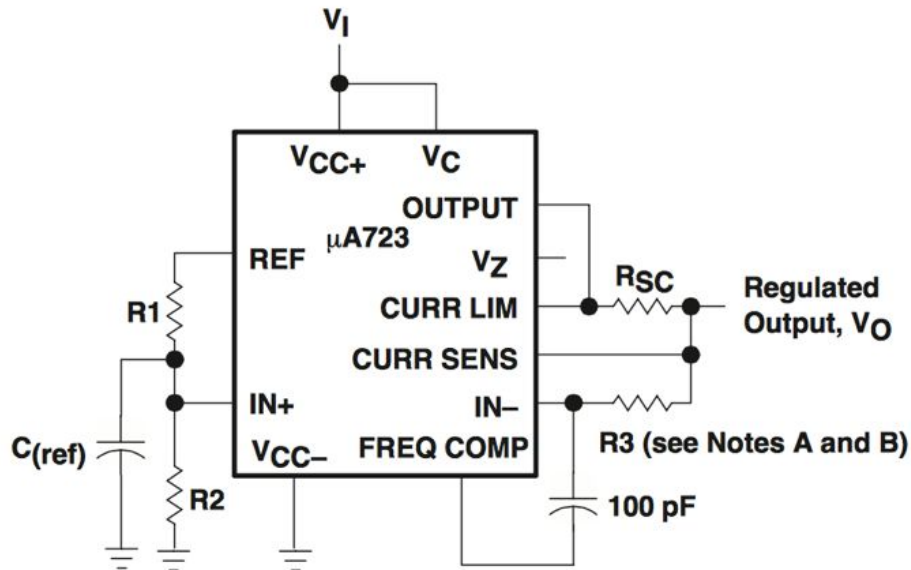 VI
VCC+
VC
OUTPUT
μA723
REF
VZ
RSC
Regulated
Output, VO
R1
CURR LIM
CURR SENS
IN+
IN–
C(ref)
R3 (see Notes A and B)
VCC–
FREQ COMP
R2
100 pF